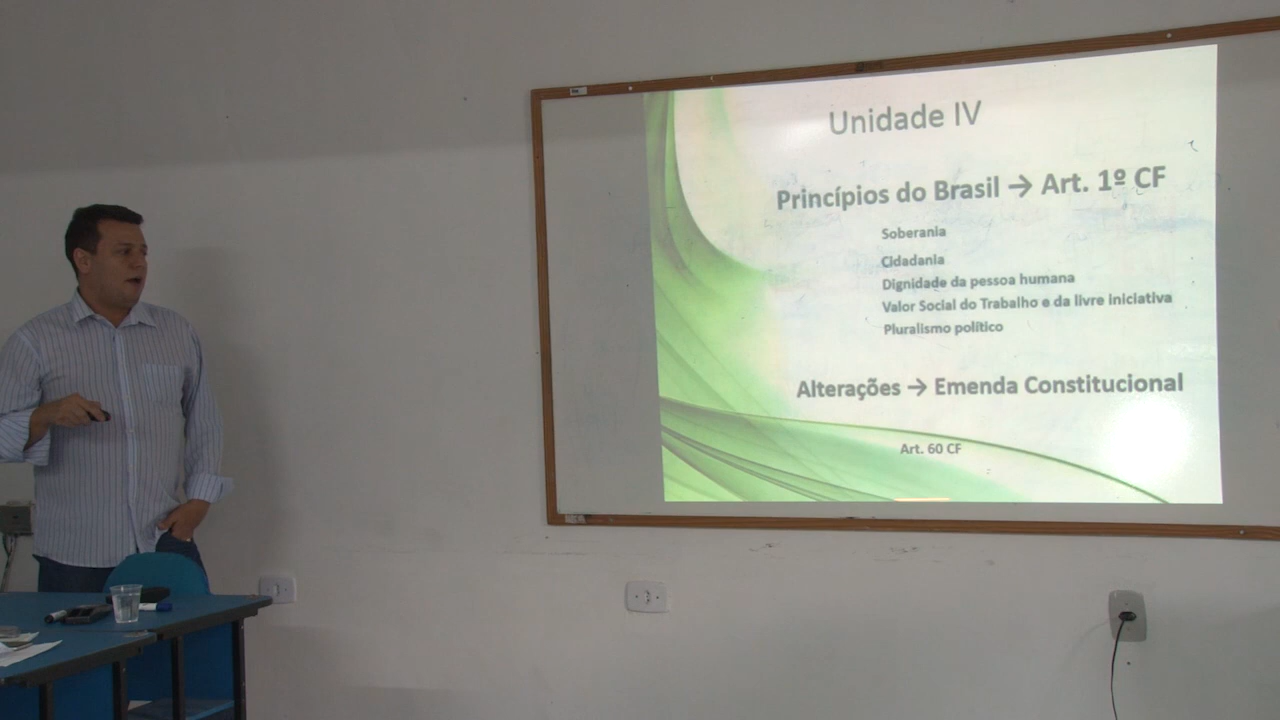 Unidade IV
Princípios do Brasil → Art. 1º CF
Soberania
Cidadania
Dignidade da pessoa humana
Valor Social do Trabalho e da livre iniciativa
Pluralismo político
Alterações → Emenda Constitucional
Art. 60 CF